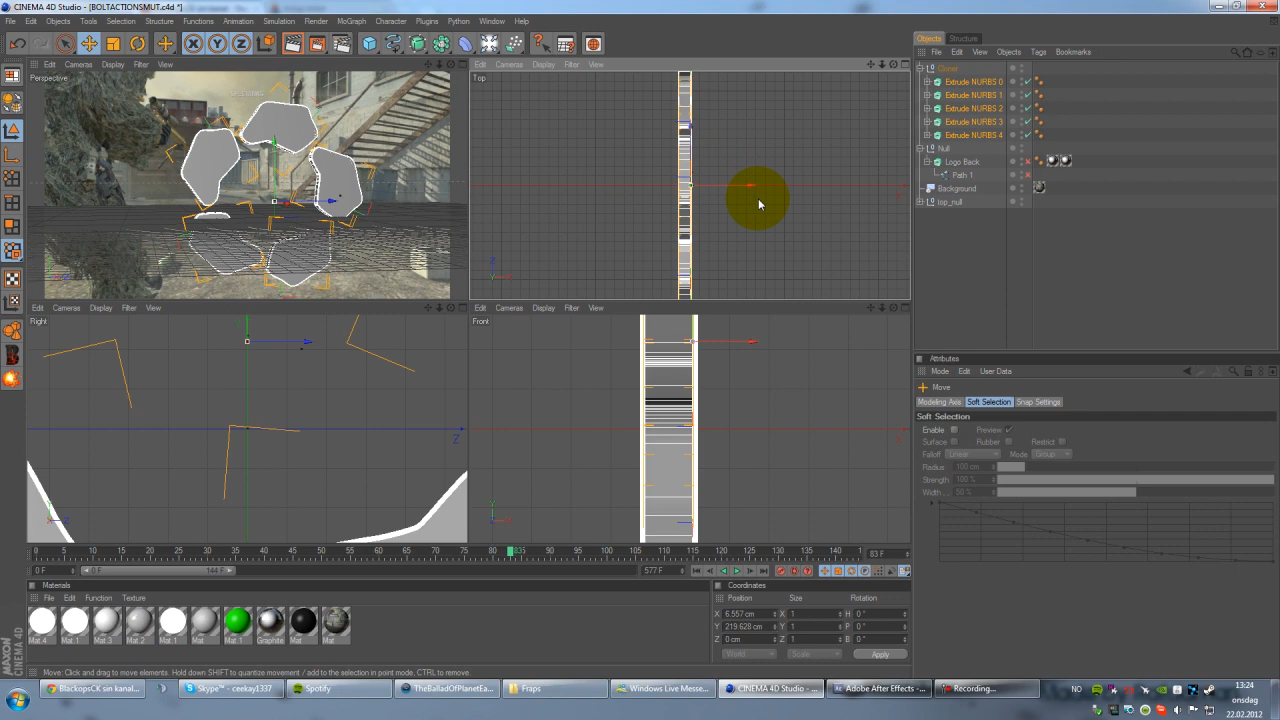 CINEMA 4D Studio - [BOLTACTIONSMUT.c4d *]
File Edit Objects Tools Selection Structure Functions Animation Simulation Render MoGraph Character Plugins Python Window Help
Edit Cameras Display Filter View
Perspective
Edit Cameras Display Filter View
Top
Edit Cameras Display Filter View
Right
Edit Cameras Display Filter View
Front
Objects Structure
File Edit View Objects Tags Bookmarks
Cloner
Extrude NURBS 0
Extrude NURBS 1
Extrude NURBS 2
Extrude NURBS 3
Extrude NURBS 4
Null
Logo Back
Path 1
Background
top_null
Attributes
Mode Edit User Data
Move
Modeling Axis Soft Selection Snap Settings
Soft Selection
Enable Preview
Surface Rubber Restrict
Falloff Linear Mode Group
Radius 100 cm
Strength 100 %
Width... 50 %
0 5 10 15 20 25 30 35 40 45 50 55 60 65 70 75 80 835 90 95 100 105 110 115 120 125 130 135 140 83 F
0 F 0 F 144 F 577 F
Materials
File Edit Function Texture
Mat.4 Mat.1 Mat.3 Mat.2 Mat.1 Mat Mat.1 Graphite Mat Mat
Coordinates
Position Size Rotation
X 6.557 cm X 1 H 0 °
Y 219.628 cm Y 1 P 0 °
Z 0 cm Z 1 B 0 °
World Scale Apply
MAXON CINEMA 4D
Move: Click and drag to move elements. Hold down SHIFT to quantize movement / add to the selection in point mode, CTRL to remove.
BlackopsCK sin kanal... Skype™ - ceekay1337 Spotify TheBalladOfPlanetEa... Fraps Windows Live Messe... CINEMA 4D Studio - ... Adobe After Effects - ... Recording...
NO
13:24
onsdag
22.02.2012